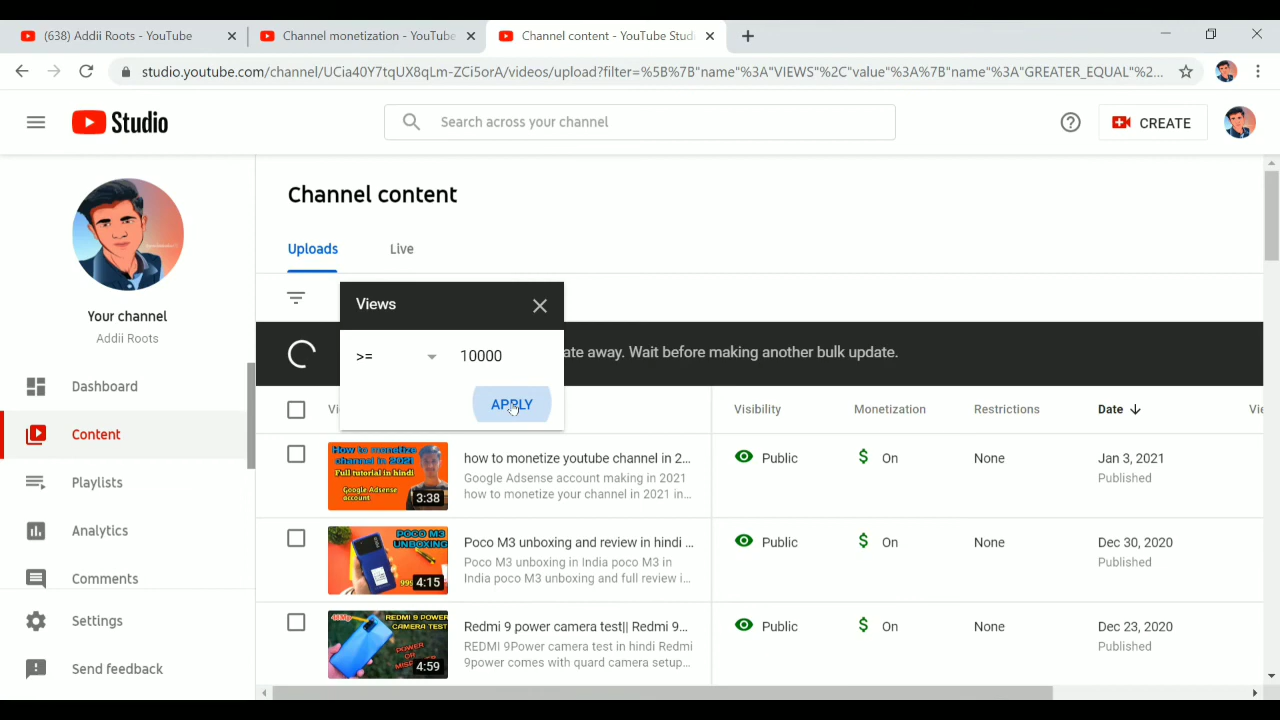 (638) Addii Roots - YouTube
Channel monetization - YouTube
Channel content - YouTube Stud
studio.youtube.com/channel/UCia40Y7tqUX8qLm-ZCi5orA/videos/upload?filter=%5B%7B"name"%3A"VIEWS"%2C"value"%3A%7B"name"%3A"GREATER_EQUAL"%2...
Studio
Search across your channel
CREATE
Your channel
Addii Roots
Dashboard
Content
Playlists
Analytics
Comments
Settings
Send feedback
Channel content
Uploads Live
Views
>= 10000
APPLY
ate away. Wait before making another bulk update.
Vi Visibility Monetization Restrictions Date Vie
How to monetize
channel in 2021
Full tutorial in hindi
Google Adsense
account
3:38
how to monetize youtube channel in 2...
Google Adsense account making in 2021
how to monetize your channel in 2021 in...
Public
On
None
Jan 3, 2021
Published
POCO M3
UNBOXING
999
4:15
Poco M3 unboxing and review in hindi ...
Poco M3 unboxing in India poco M3 in
India poco M3 unboxing and full review i...
Public
On
None
Dec 30, 2020
Published
48Mp
REDMI 9 POWER
CAMERA TEST
POWER
OR
4:59
Redmi 9 power camera test|| Redmi 9...
REDMI 9Power camera test in hindi Redmi
9power comes with quard camera setup...
Public
On
None
Dec 23, 2020
Published